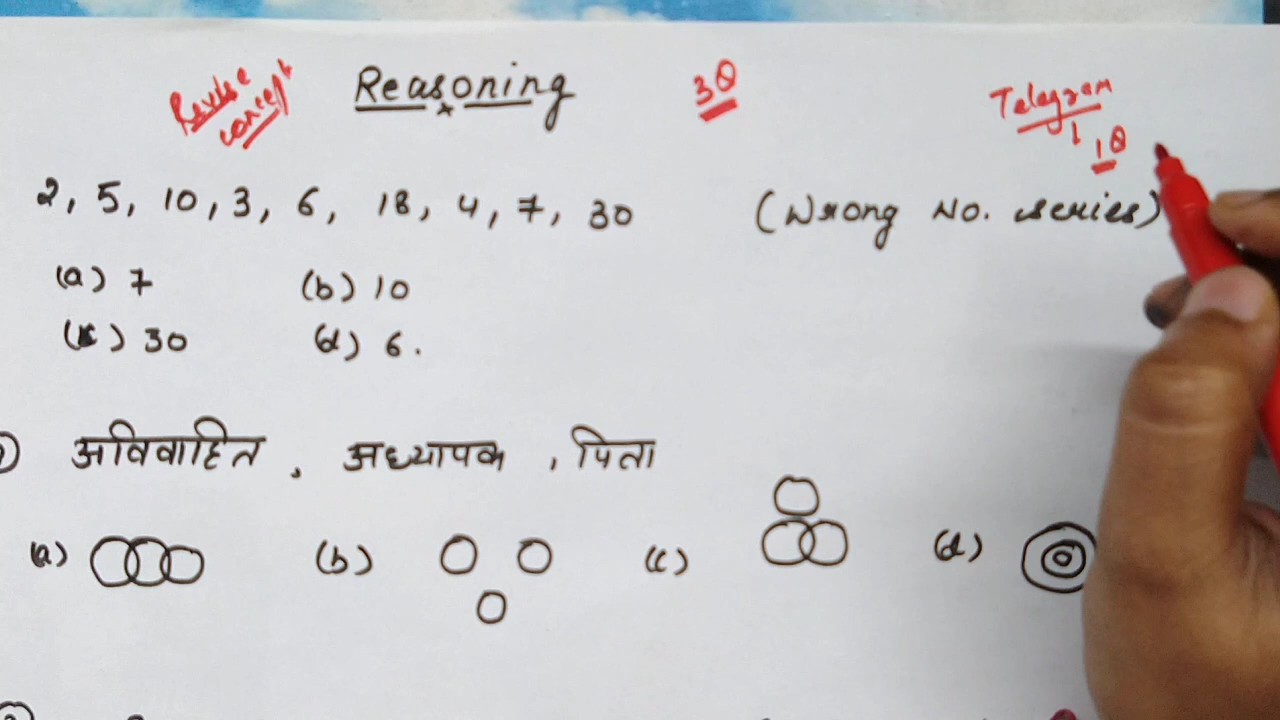 Revise concept
Reasoning
3Q
Telegram
1Q
2, 5, 10, 3, 6, 18, 4, 7, 30 (Wrong No. series)
(a) 7 (b) 10
(c) 30 (d) 6.
अविवाहित, अध्यापक, पिता
(a) (b) (c) (d)